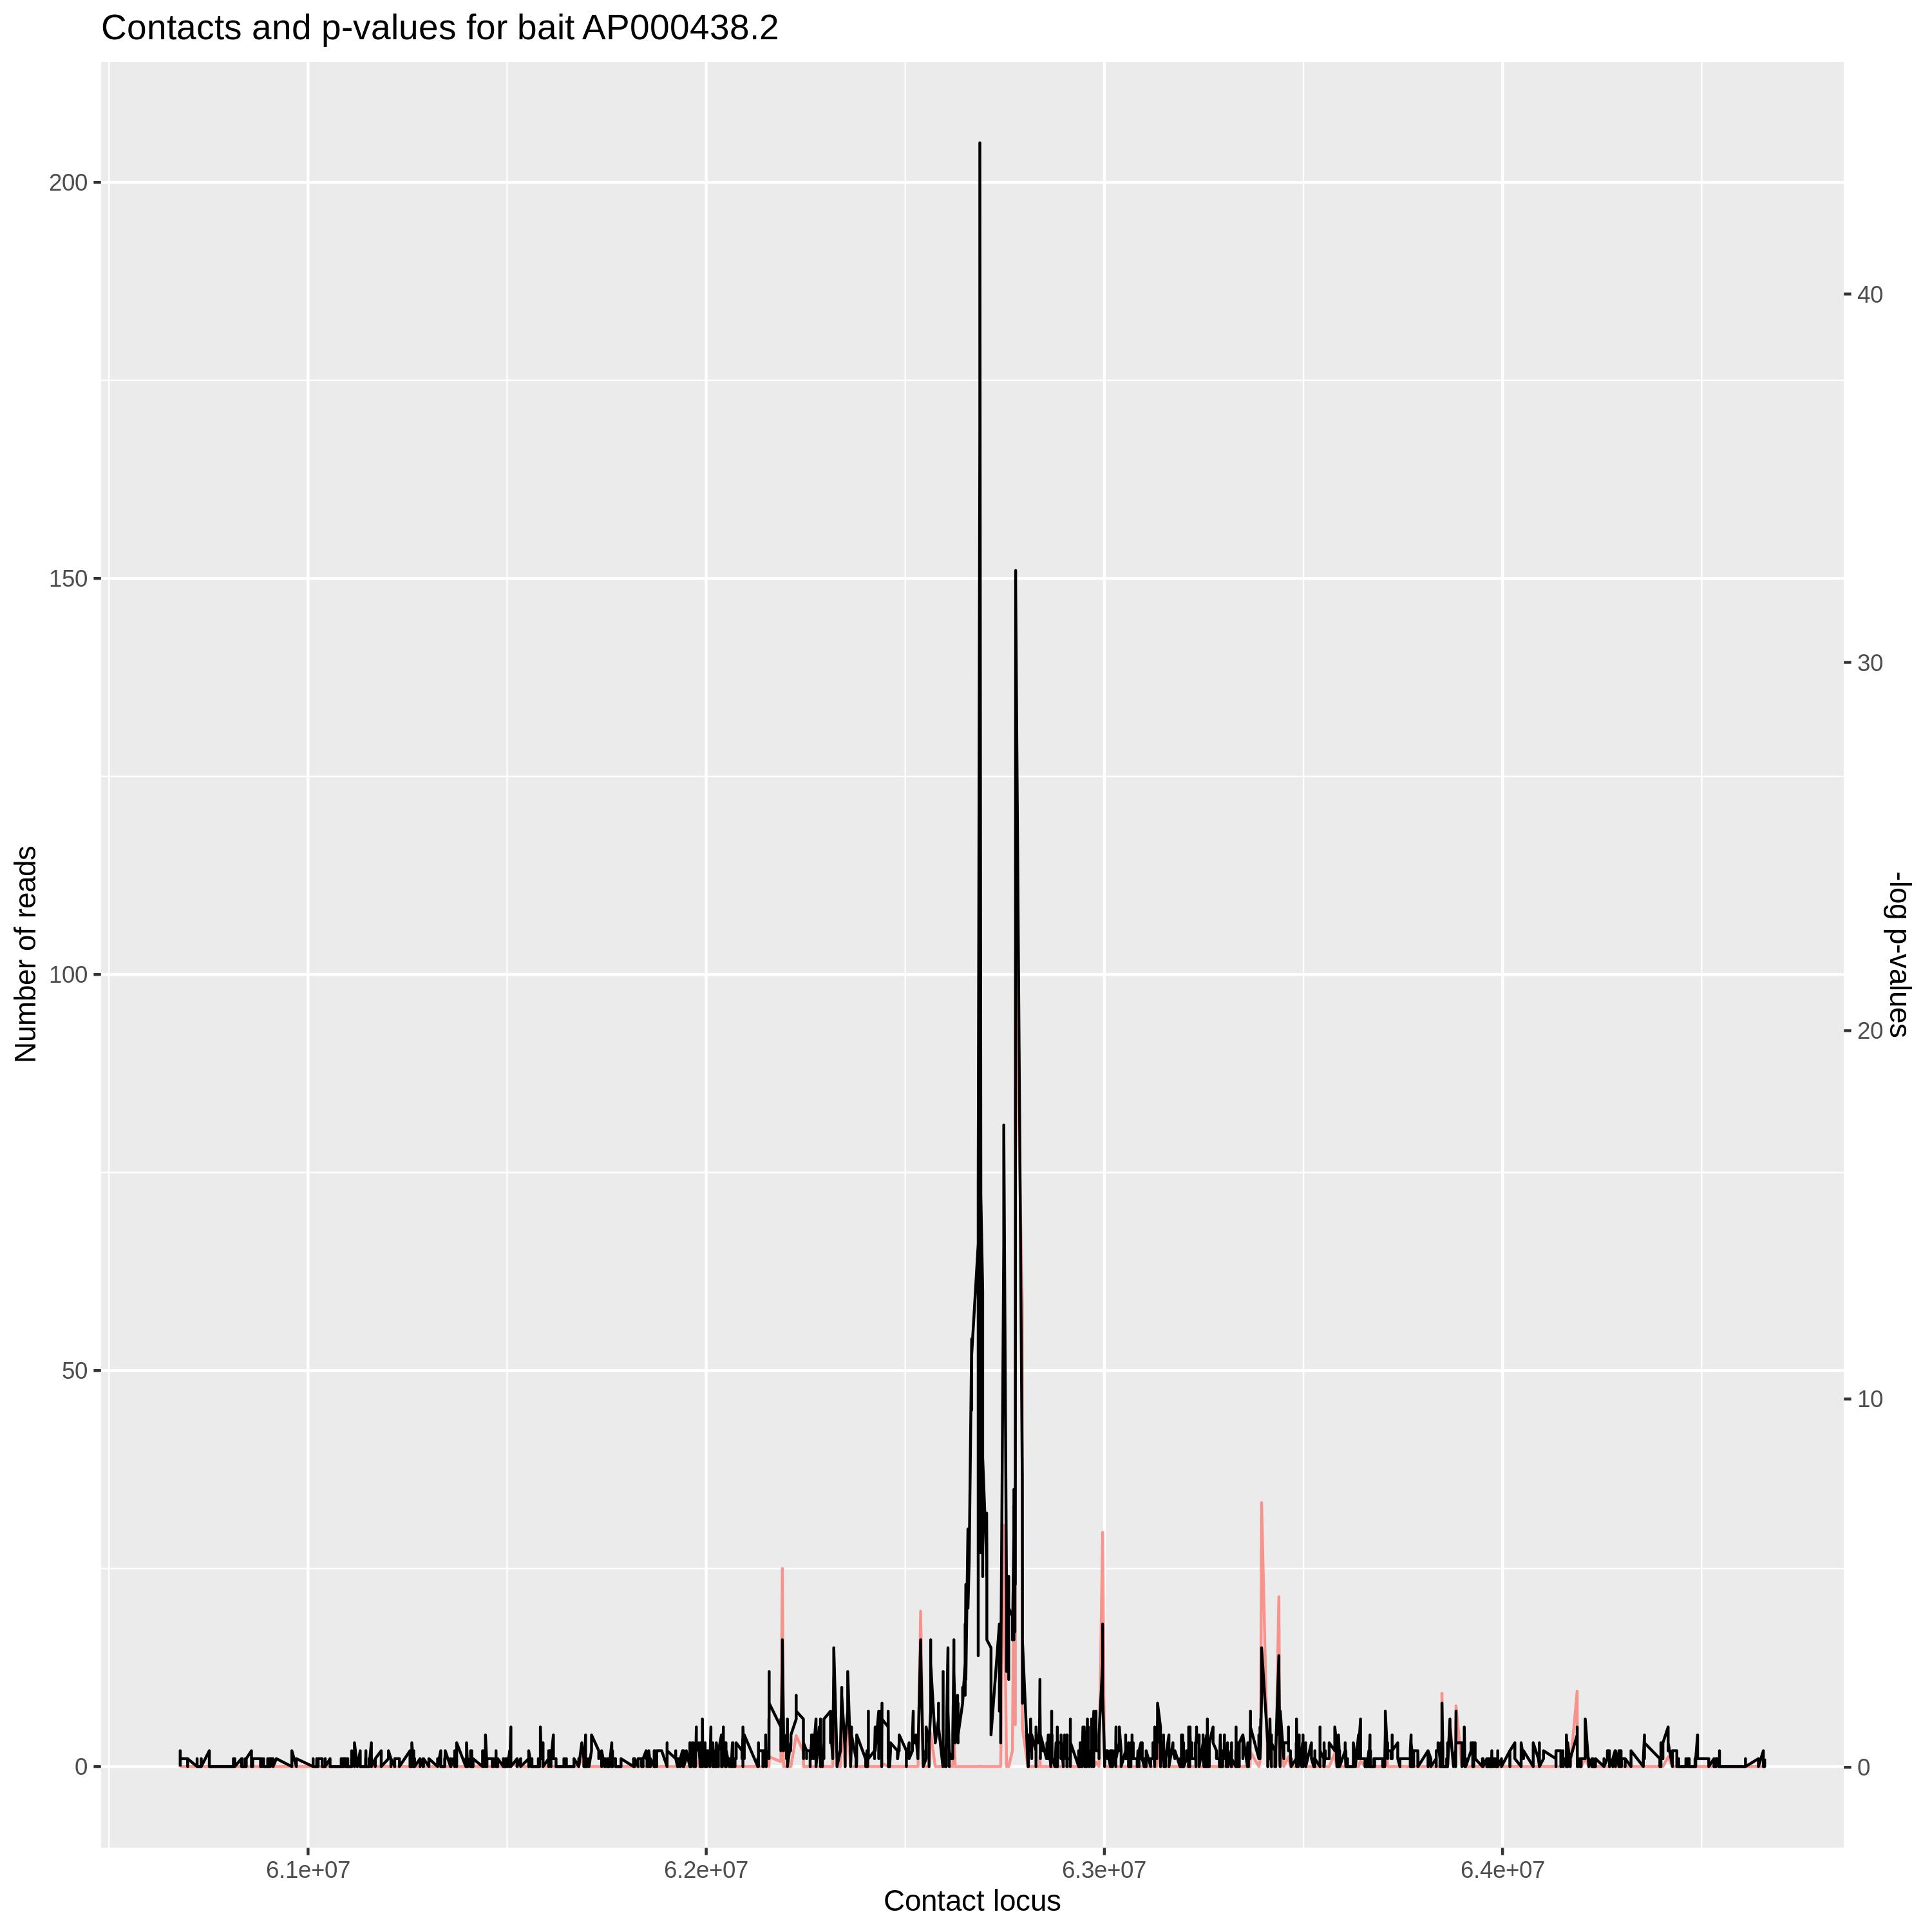 Contacts and p-values for bait AP000438.2
200
150
100
50
0
Number of reads
40
30
20
10
0
-log p-values
6.1e+07
6.2e+07
6.3e+07
6.4e+07
Contact locus